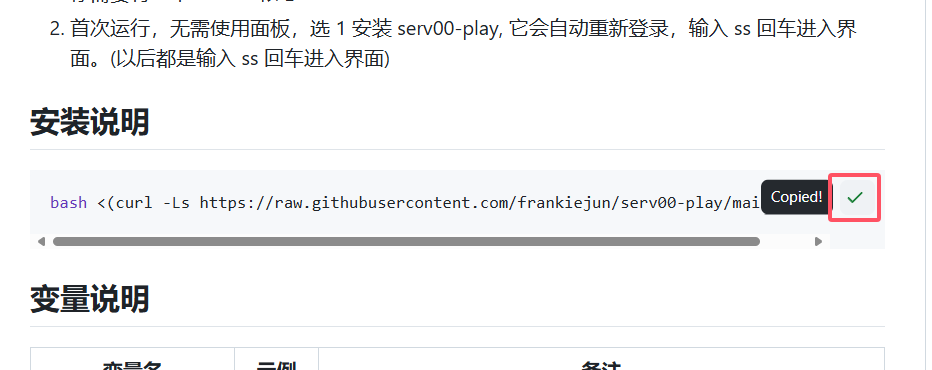 2. 首次运行，无需使用面板，选 1 安装 serv00-play, 它会自动重新登录，输入 ss 回车进入界
面。(以后都是输入 ss 回车进入界面)
安装说明
bash <(curl -Ls https://raw.githubusercontent.com/frankiejun/serv00-play/mai
Copied!
变量说明
变量名 示例 备注